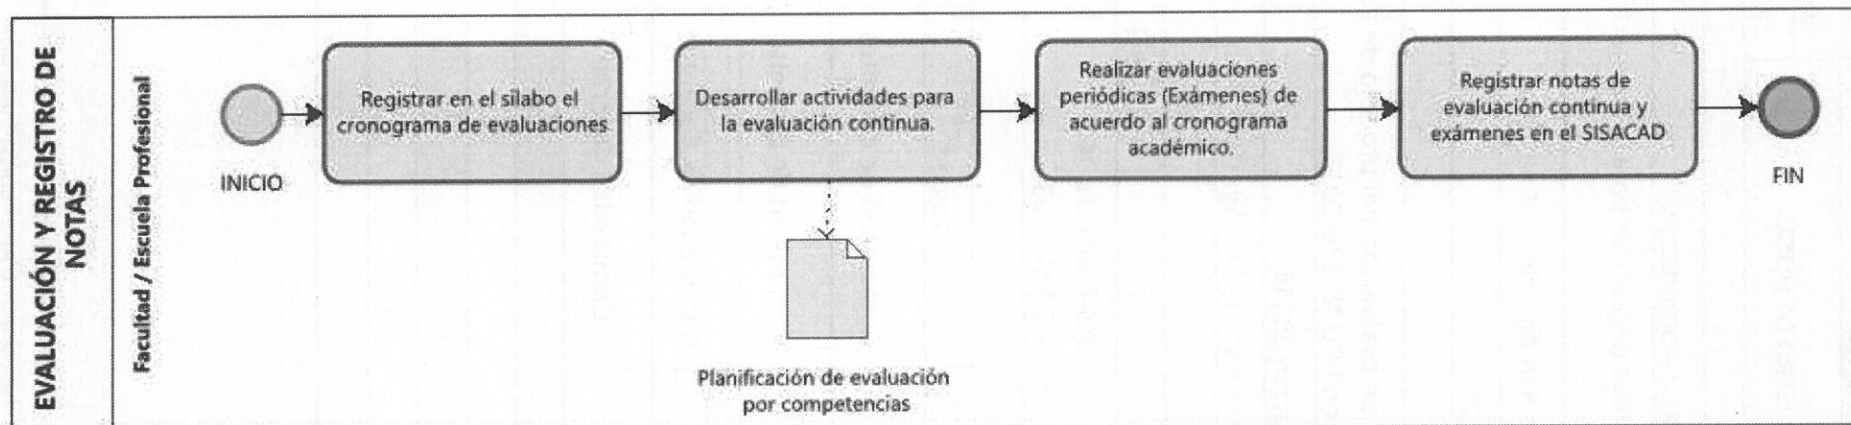 EVALUACIÓN Y REGISTRO DE
NOTAS
Facultad / Escuela Profesional
INICIO
Registrar en el sílabo el
cronograma de evaluaciones
Desarrollar actividades para
la evaluación continua.
Planificación de evaluación
por competencias
Realizar evaluaciones
periódicas (Exámenes) de
acuerdo al cronograma
académico.
Registrar notas de
evaluación continua y
exámenes en el SISACAD
FIN